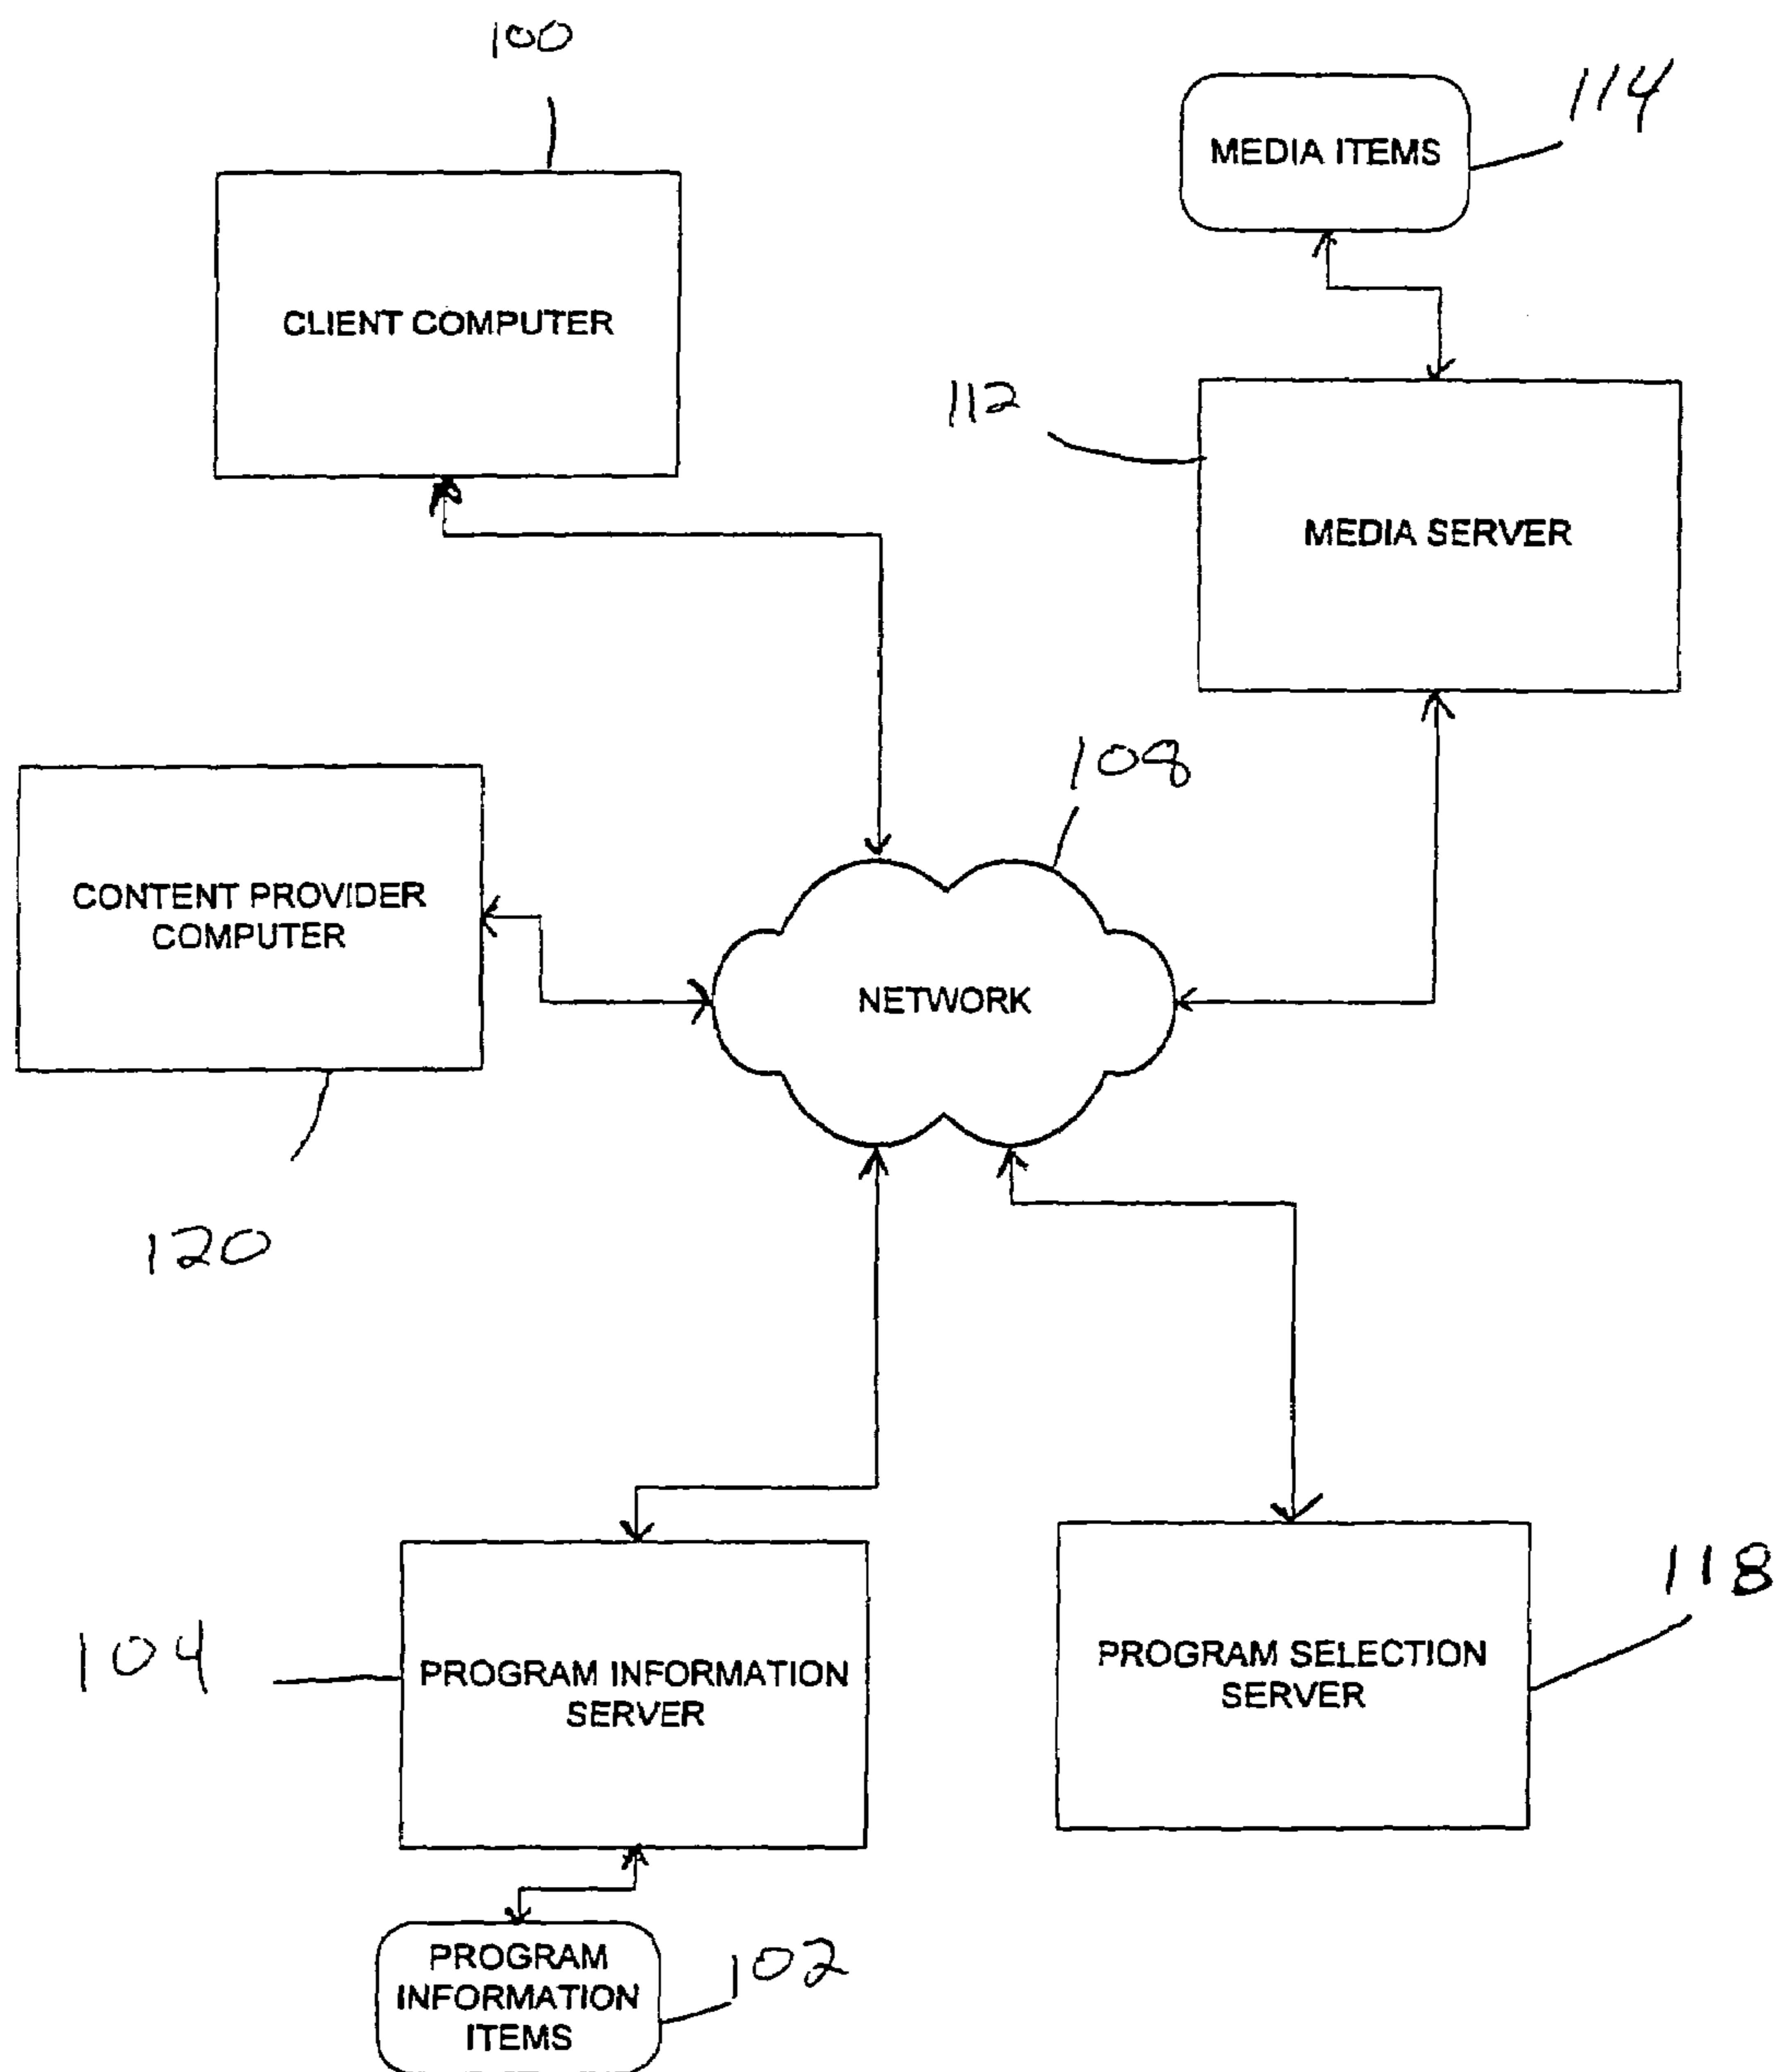 100
114
MEDIA ITEMS
CLIENT COMPUTER
112
MEDIA SERVER
108
CONTENT PROVIDER
COMPUTER
NETWORK
120
118
104
PROGRAM INFORMATION
SERVER
PROGRAM SELECTION
SERVER
PROGRAM
INFORMATION
ITEMS
102